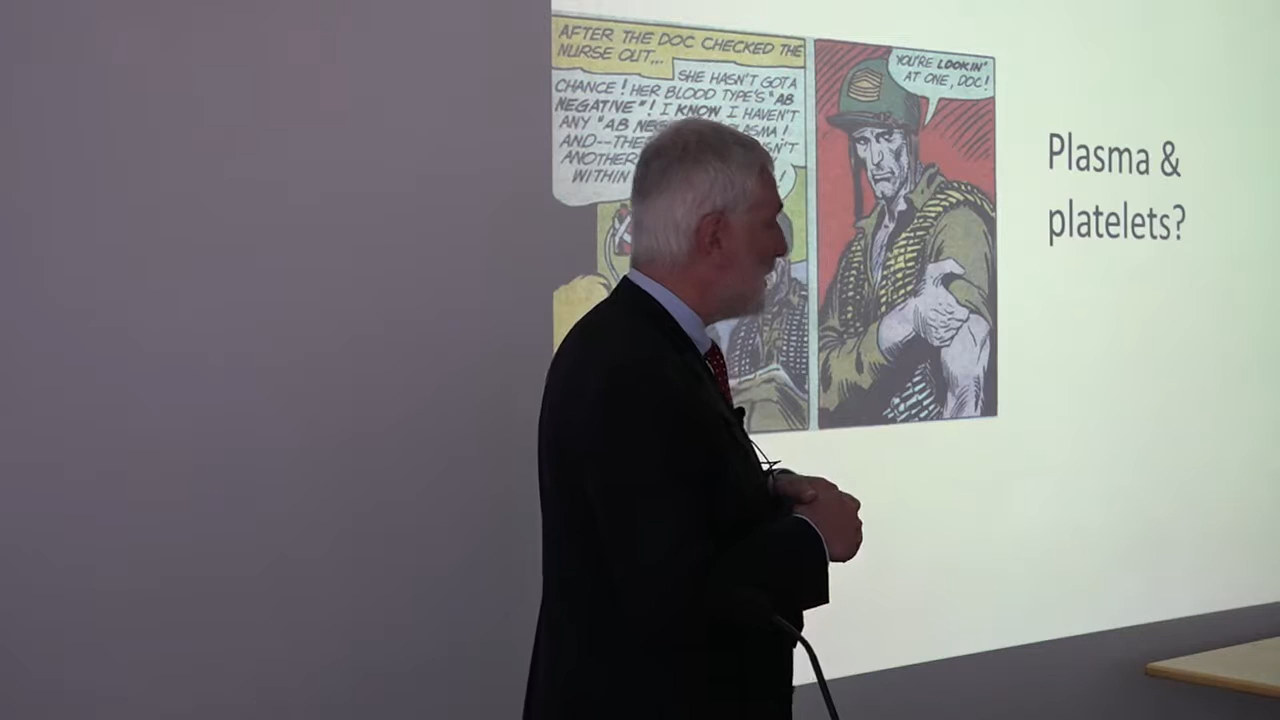 AFTER THE DOC CHECKED THE
NURSE OUT...
SHE HASN'T GOT A
CHANCE! HER BLOOD TYPE'S "AB
NEGATIVE"! I KNOW I HAVEN'T
ANY "AB
AND--
ANOTHER
WITHIN !
YOU'RE LOOKIN'
AT ONE, DOC!
Plasma &
platelets?